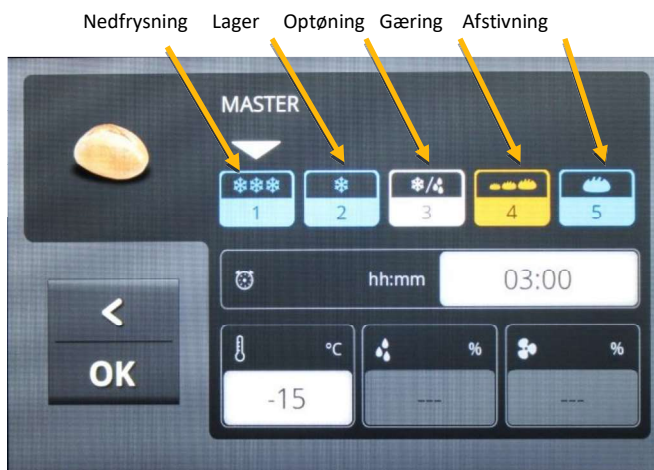 Nedfrysning Lager Optøning Gæring Afstivning
MASTER
1 2 3 4 5
hh:mm 03:00
<
°C % %
OK
-15 --- ---